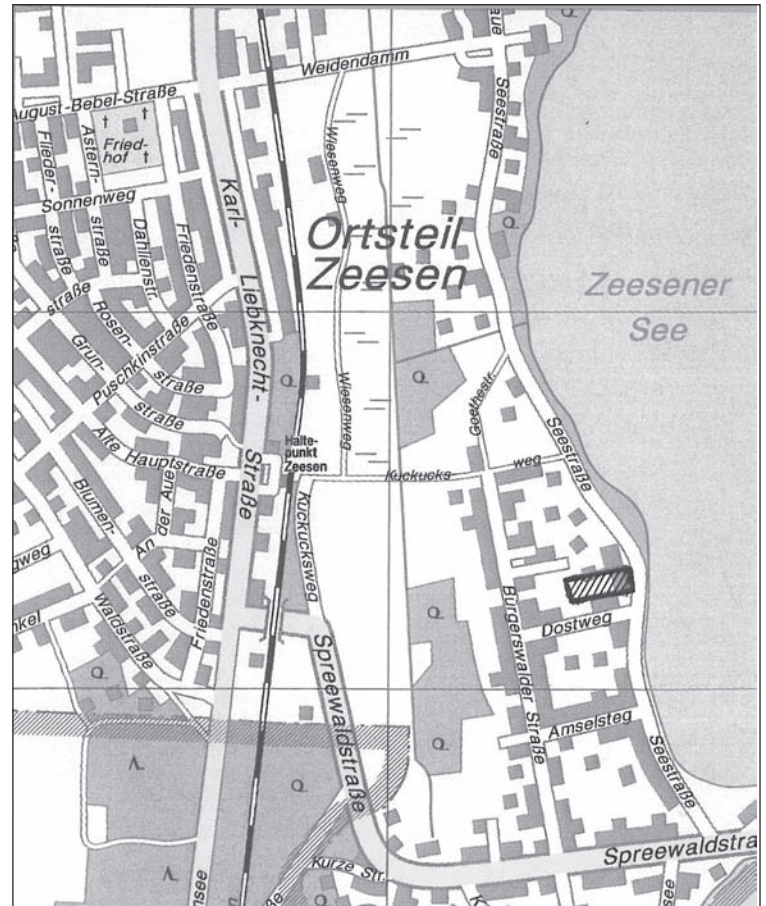 Weidendamm
August-Bebel-Straße
Fried-
hof
Flieder-
straße
Astern-
straße
Sonnenweg
Dahlienstr.
Friedenstraße
Karl-
Liebknecht-
Straße
Wiesenweg
Seestraße
Ortsteil
Zeesen
Zeesener
See
straße
Rosen-
straße
Grün-
straße
Puschkinstraße
Alte Hauptstraße
Halte-
punkt
Zeesen
Wiesenweg
Goethestr.
Kuckucks-
weg
Seestraße
Blumen-
straße
An
der Aue
Friedenstraße
Kuckucksweg
Waldstraße
Spreewaldstraße
Burgerswalder Straße
Dostweg
Amselsteg
Seestraße
Kurze Str.
Spreewaldstra